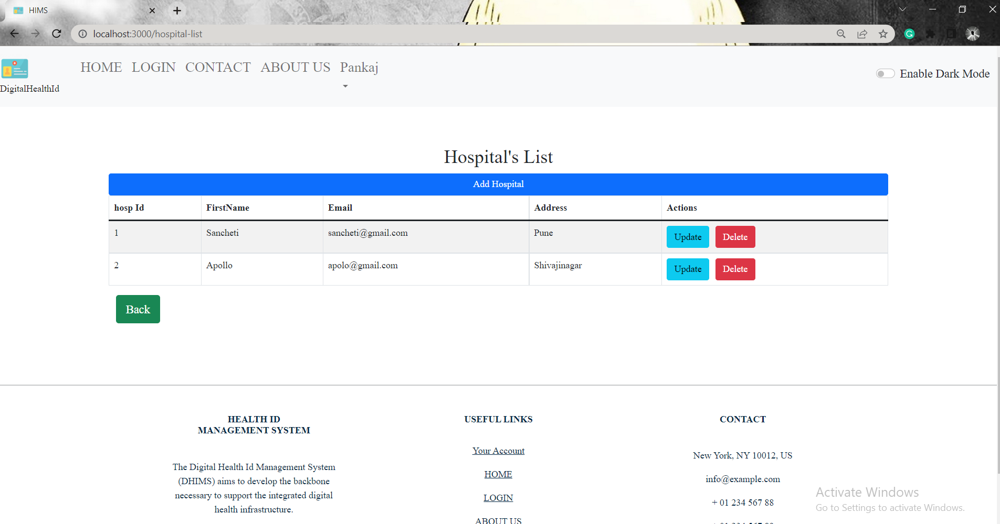 HIMS
localhost:3000/hospital-list
HOME LOGIN CONTACT ABOUT US Pankaj
DigitalHealthId
Enable Dark Mode
Hospital's List
Add Hospital
hosp Id FirstName Email Address Actions
1 Sancheti sancheti@gmail.com Pune Update Delete
2 Apollo apolo@gmail.com Shivajinagar Update Delete
Back
HEALTH ID
MANAGEMENT SYSTEM
The Digital Health Id Management System
(DHIMS) aims to develop the backbone
necessary to support the integrated digital
health infrastructure.
USEFUL LINKS
Your Account
HOME
LOGIN
ABOUT US
CONTACT
New York, NY 10012, US
info@example.com
+ 01 234 567 88
Activate Windows
Go to Settings to activate Windows.